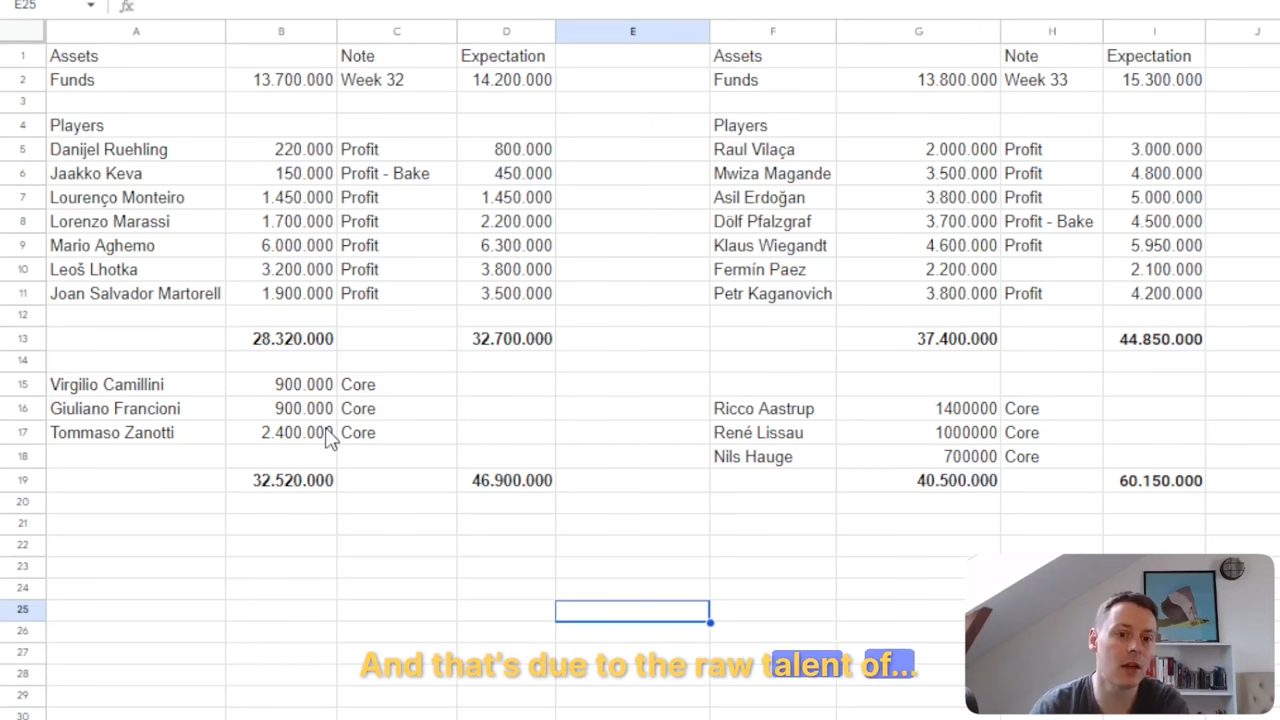 E25 fx
A B C D E F G H I J
1 Assets Note Expectation Assets Note Expectation
2 Funds 13.700.000 Week 32 14.200.000 Funds 13.800.000 Week 33 15.300.000
3
4 Players Players
5 Danijel Ruehling 220.000 Profit 800.000 Raul Vilaça 2.000.000 Profit 3.000.000
6 Jaakko Keva 150.000 Profit - Bake 450.000 Mwiza Magande 3.500.000 Profit 4.800.000
7 Lourenço Monteiro 1.450.000 Profit 1.450.000 Asil Erdoğan 3.800.000 Profit 5.000.000
8 Lorenzo Marassi 1.700.000 Profit 2.200.000 Dölf Pfalzgraf 3.700.000 Profit - Bake 4.500.000
9 Mario Aghemo 6.000.000 Profit 6.300.000 Klaus Wiegandt 4.600.000 Profit 5.950.000
10 Leoš Lhotka 3.200.000 Profit 3.800.000 Fermín Paez 2.200.000 2.100.000
11 Joan Salvador Martorell 1.900.000 Profit 3.500.000 Petr Kaganovich 3.800.000 Profit 4.200.000
12
13 28.320.000 32.700.000 37.400.000 44.850.000
14
15 Virgilio Camillini 900.000 Core
16 Giuliano Francioni 900.000 Core Ricco Aastrup 1400000 Core
17 Tommaso Zanotti 2.400.000 Core René Lissau 1000000 Core
18 Nils Hauge 700000 Core
19 32.520.000 46.900.000 40.500.000 60.150.000
20
21
22
23
24
25
26
27
28
29
30
And that's due to the raw talent of...